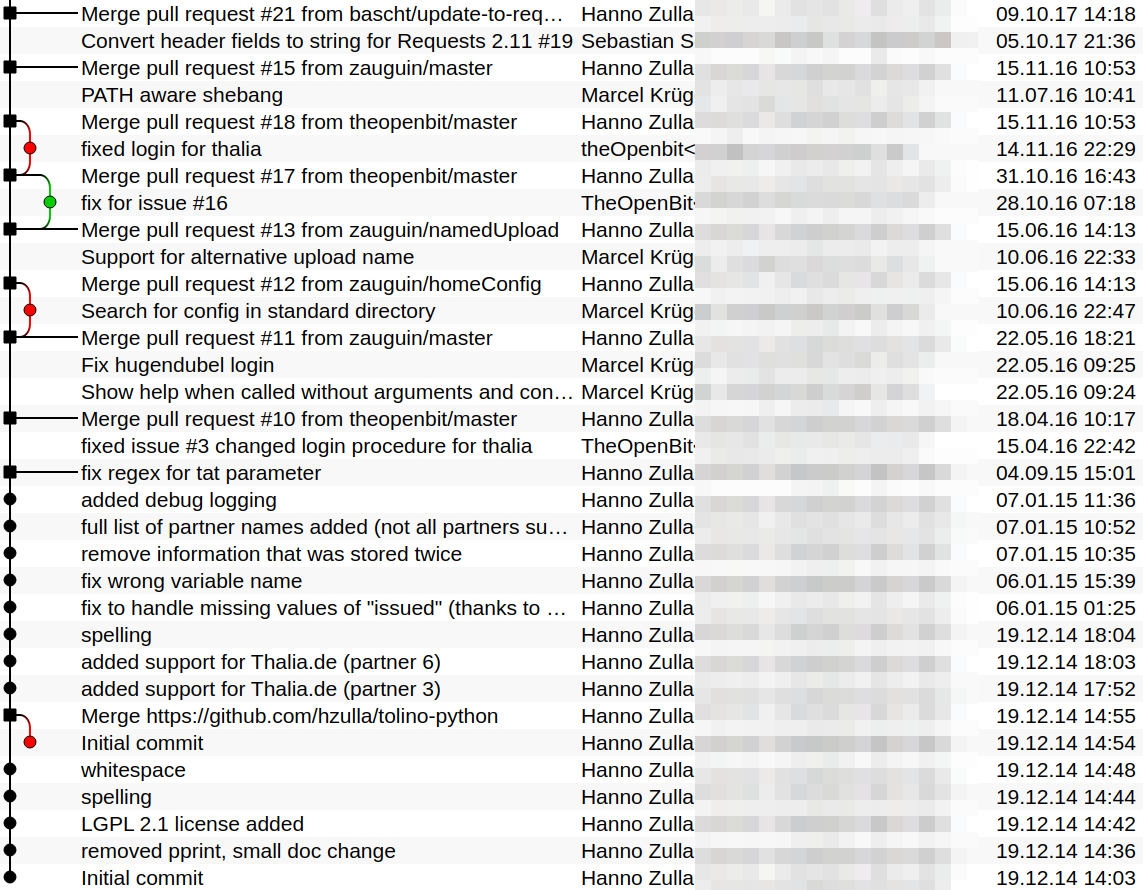 Merge pull request #21 from bascht/update-to-req… Hanno Zulla 09.10.17 14:18
Convert header fields to string for Requests 2.11 #19 Sebastian S 05.10.17 21:36
Merge pull request #15 from zauguin/master Hanno Zulla 15.11.16 10:53
PATH aware shebang Marcel Krüg 11.07.16 10:41
Merge pull request #18 from theopenbit/master Hanno Zulla 15.11.16 10:53
fixed login for thalia theOpenbit< 14.11.16 22:29
Merge pull request #17 from theopenbit/master Hanno Zulla 31.10.16 16:43
fix for issue #16 TheOpenBit 28.10.16 07:18
Merge pull request #13 from zauguin/namedUpload Hanno Zulla 15.06.16 14:13
Support for alternative upload name Marcel Krüg 10.06.16 22:33
Merge pull request #12 from zauguin/homeConfig Hanno Zulla 15.06.16 14:13
Search for config in standard directory Marcel Krüg 10.06.16 22:47
Merge pull request #11 from zauguin/master Hanno Zulla 22.05.16 18:21
Fix hugendubel login Marcel Krüg 22.05.16 09:25
Show help when called without arguments and con… Marcel Krüg 22.05.16 09:24
Merge pull request #10 from theopenbit/master Hanno Zulla 18.04.16 10:17
fixed issue #3 changed login procedure for thalia TheOpenBit 15.04.16 22:42
fix regex for tat parameter Hanno Zulla 04.09.15 15:01
added debug logging Hanno Zulla 07.01.15 11:36
full list of partner names added (not all partners su… Hanno Zulla 07.01.15 10:52
remove information that was stored twice Hanno Zulla 07.01.15 10:35
fix wrong variable name Hanno Zulla 06.01.15 15:39
fix to handle missing values of "issued" (thanks to … Hanno Zulla 06.01.15 01:25
spelling Hanno Zulla 19.12.14 18:04
added support for Thalia.de (partner 6) Hanno Zulla 19.12.14 18:03
added support for Thalia.de (partner 3) Hanno Zulla 19.12.14 17:52
Merge https://github.com/hzulla/tolino-python Hanno Zulla 19.12.14 14:55
Initial commit Hanno Zulla 19.12.14 14:54
whitespace Hanno Zulla 19.12.14 14:48
spelling Hanno Zulla 19.12.14 14:44
LGPL 2.1 license added Hanno Zulla 19.12.14 14:42
removed pprint, small doc change Hanno Zulla 19.12.14 14:36
Initial commit Hanno Zulla 19.12.14 14:03